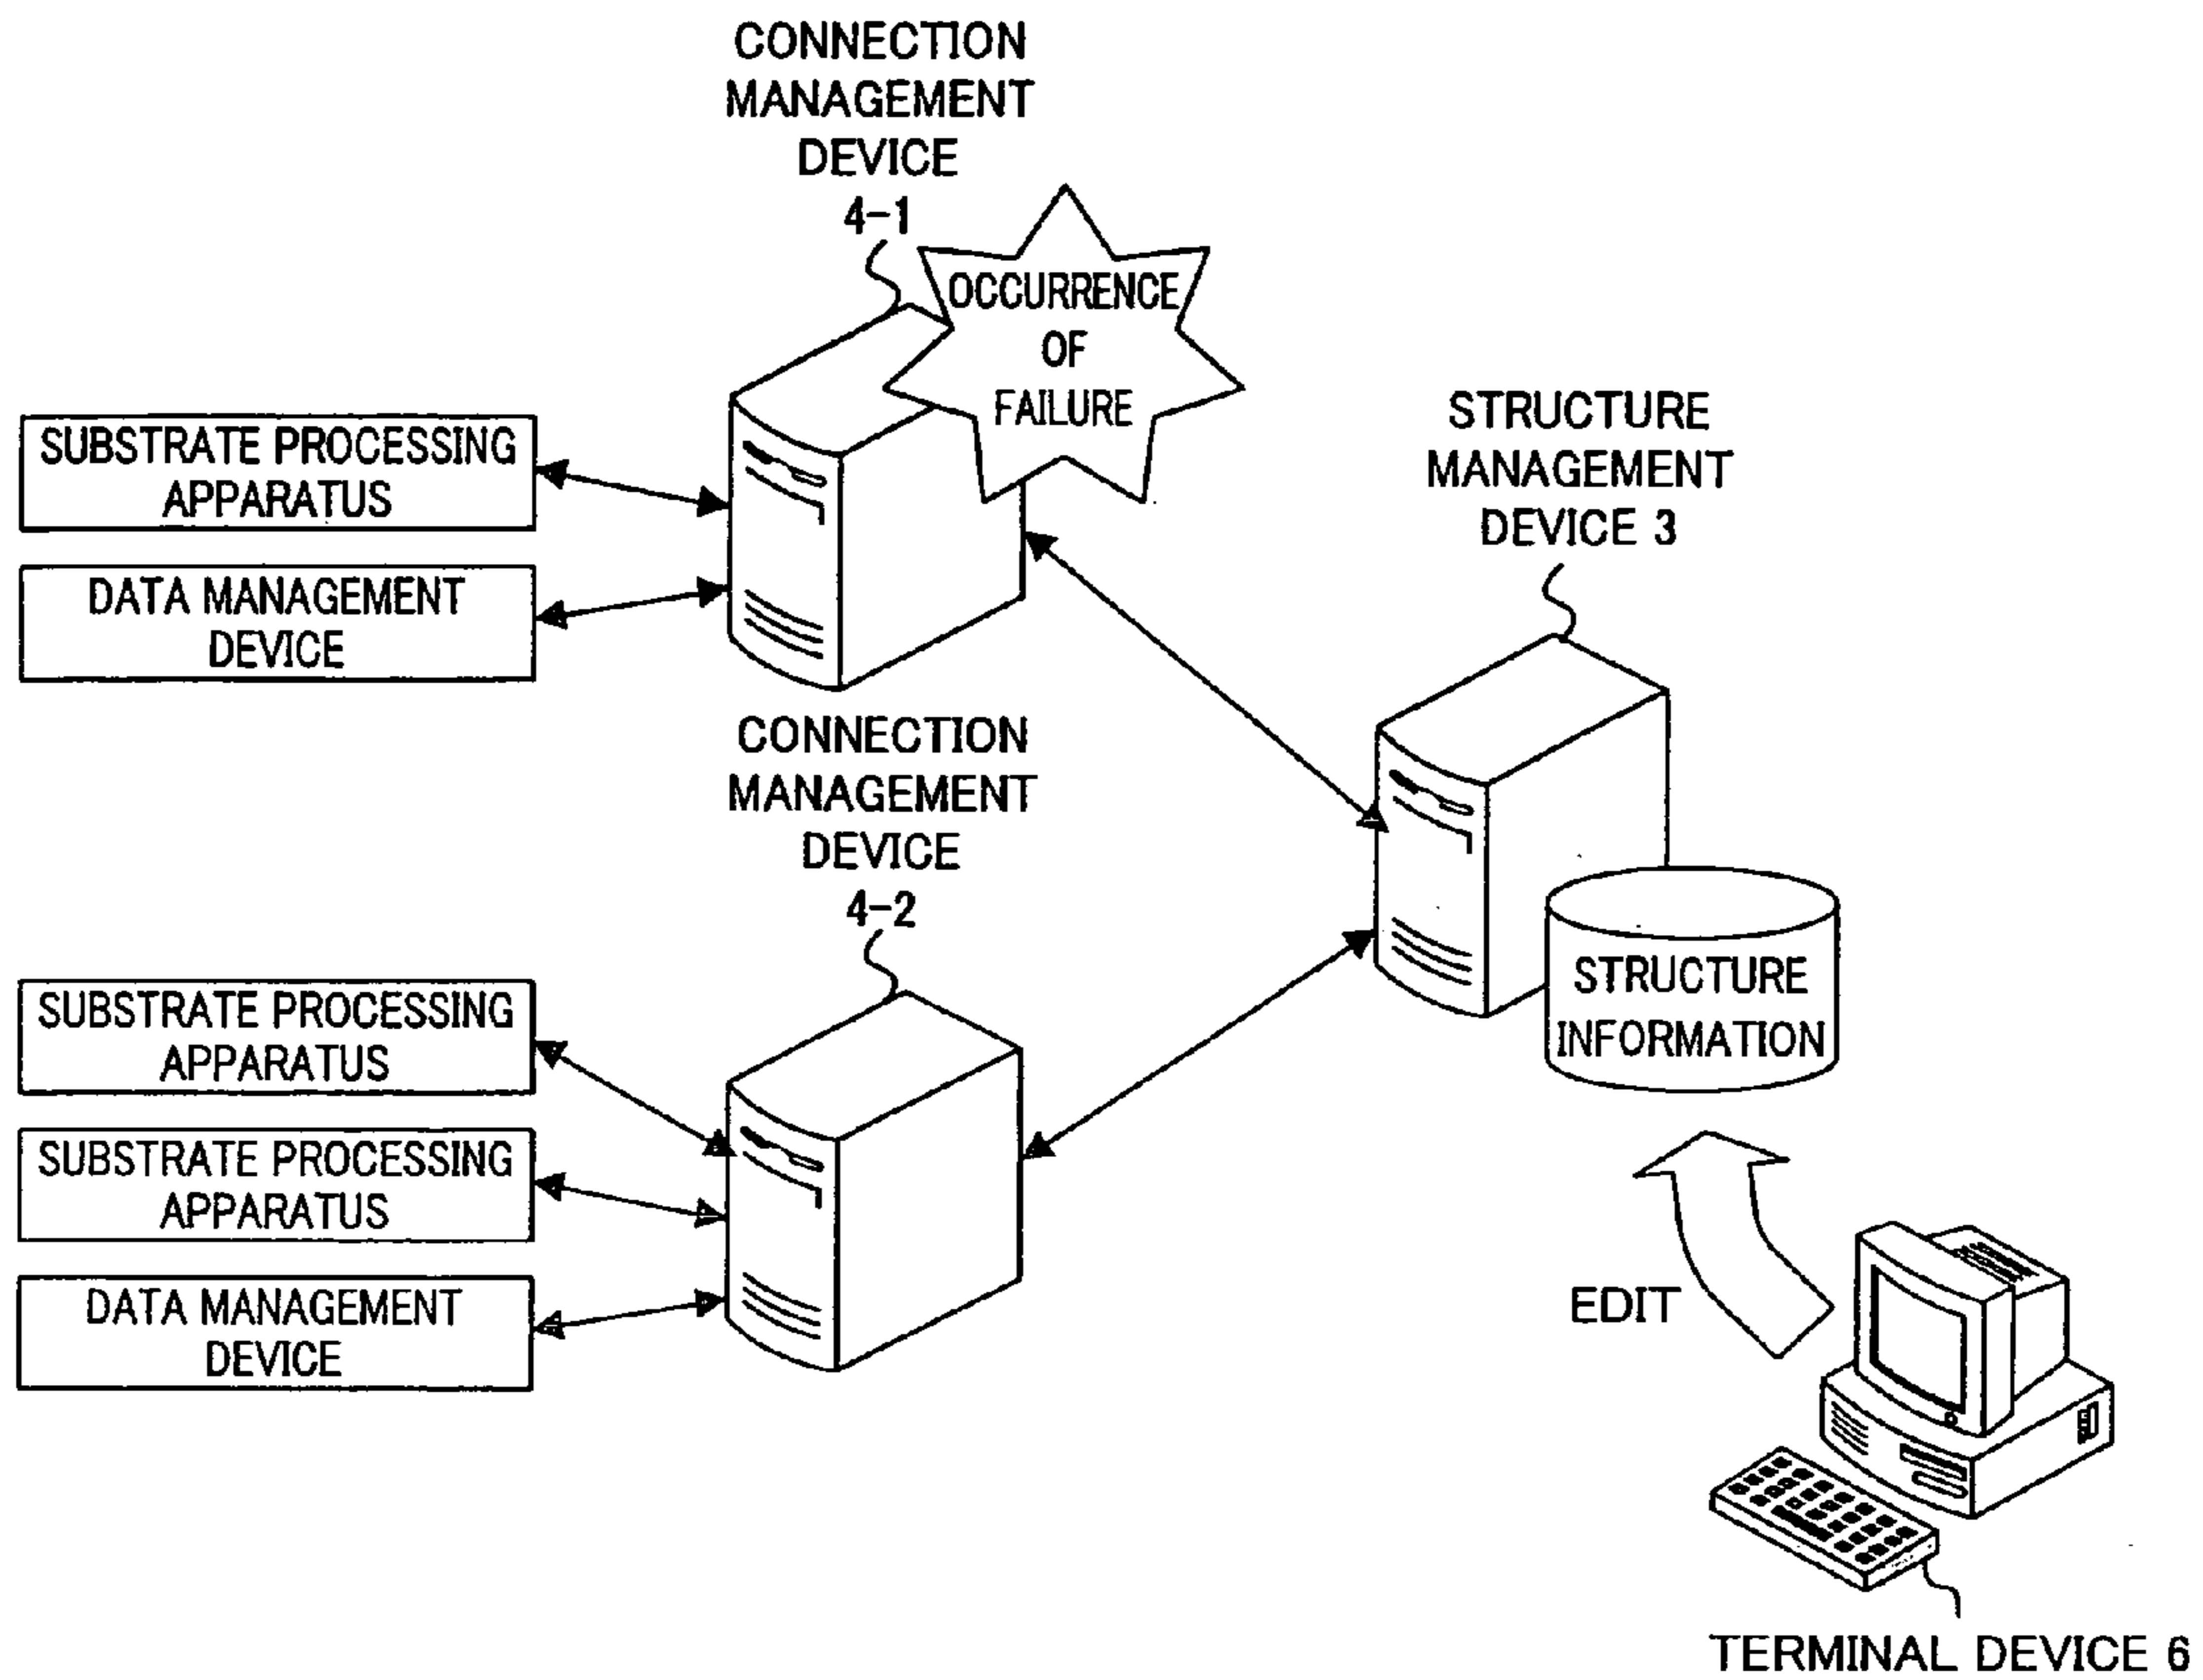 CONNECTION
MANAGEMENT
DEVICE
4-1
OCCURRENCE
OF
FAILURE
SUBSTRATE PROCESSING
APPARATUS
DATA MANAGEMENT
DEVICE
STRUCTURE
MANAGEMENT
DEVICE 3
CONNECTION
MANAGEMENT
DEVICE
4-2
STRUCTURE
INFORMATION
SUBSTRATE PROCESSING
APPARATUS
SUBSTRATE PROCESSING
APPARATUS
DATA MANAGEMENT
DEVICE
EDIT
TERMINAL DEVICE 6